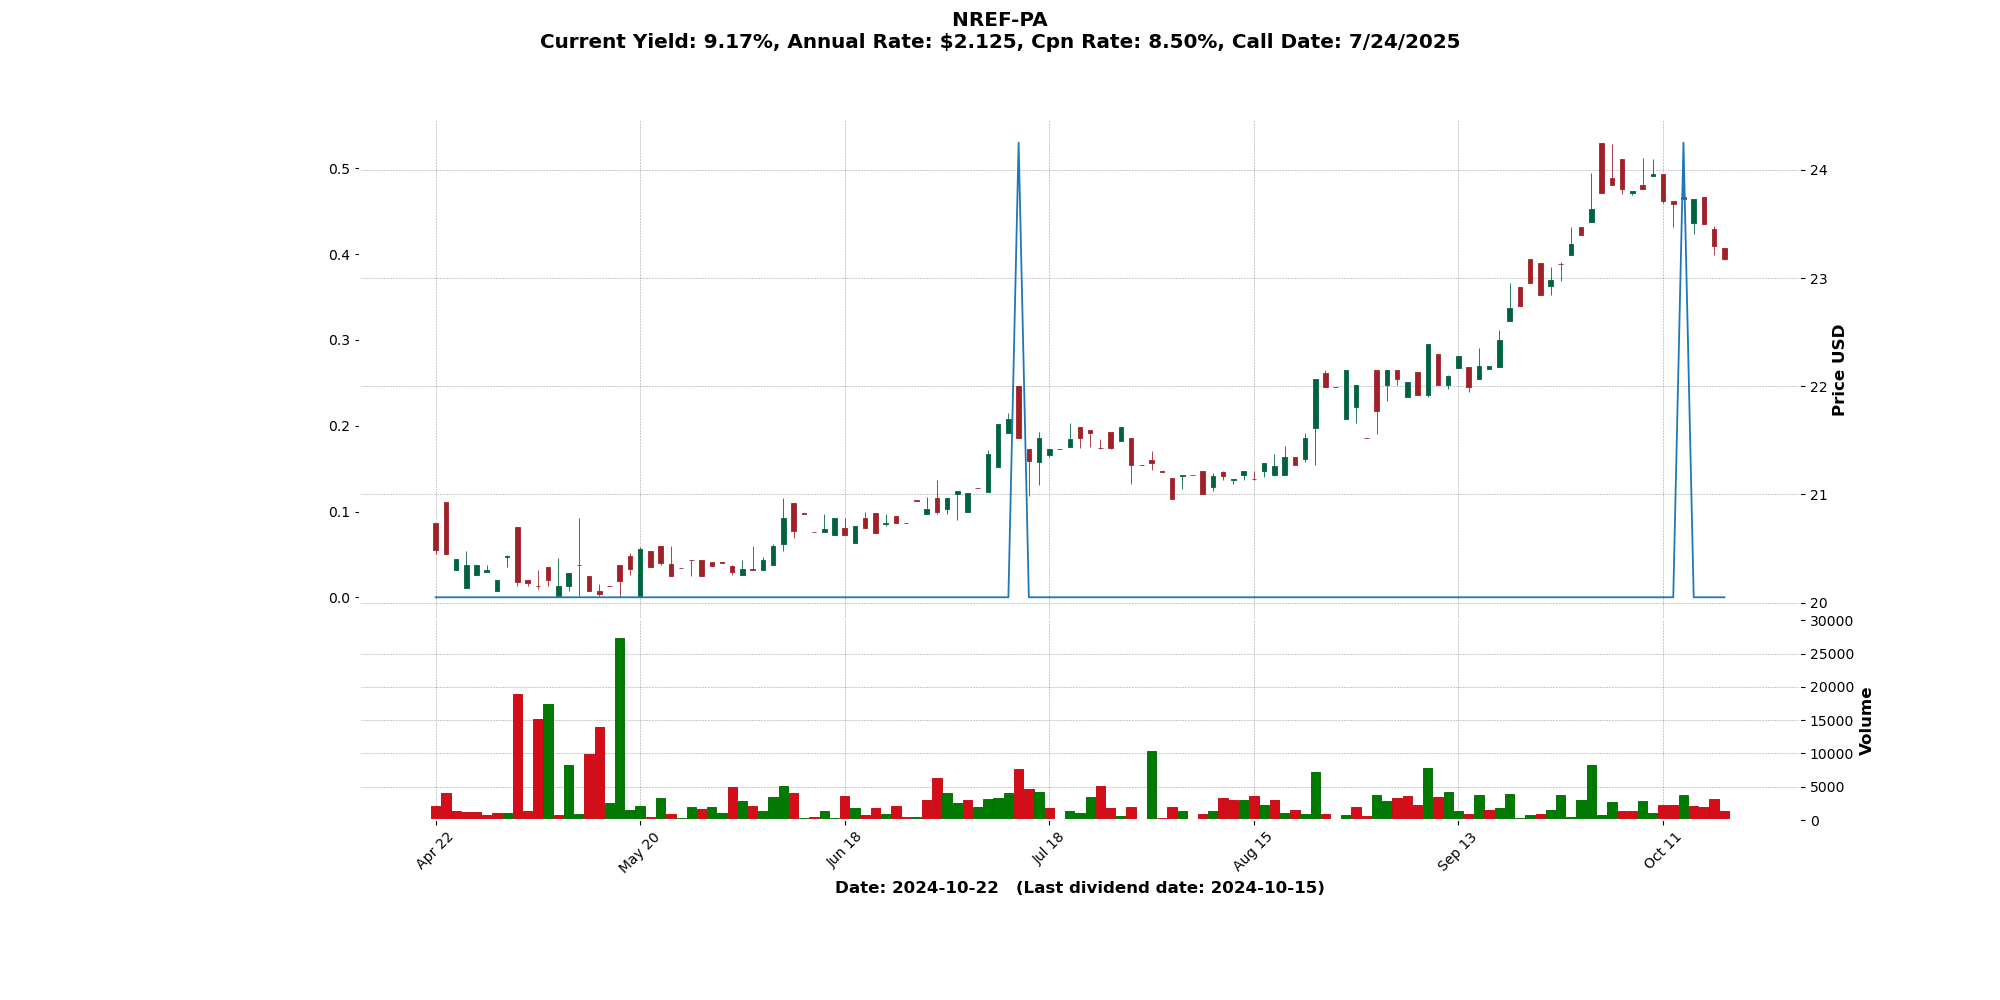 NREF-PA
Current Yield: 9.17%, Annual Rate: $2.125, Cpn Rate: 8.50%, Call Date: 7/24/2025
0.5
0.4
0.3
0.2
0.1
0.0
24
23
22
21
20
Price USD
30000
25000
20000
15000
10000
5000
0
Volume
Apr 22
May 20
Jun 18
Jul 18
Aug 15
Sep 13
Oct 11
Date: 2024-10-22 (Last dividend date: 2024-10-15)